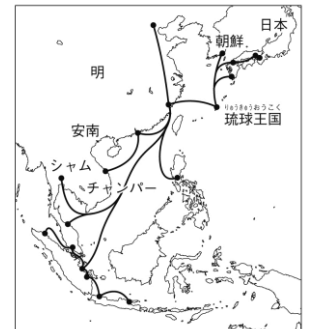 日本
朝鮮
明
りゅうきゅうおうこく
琉球王国
安南
シャム
チャンパー